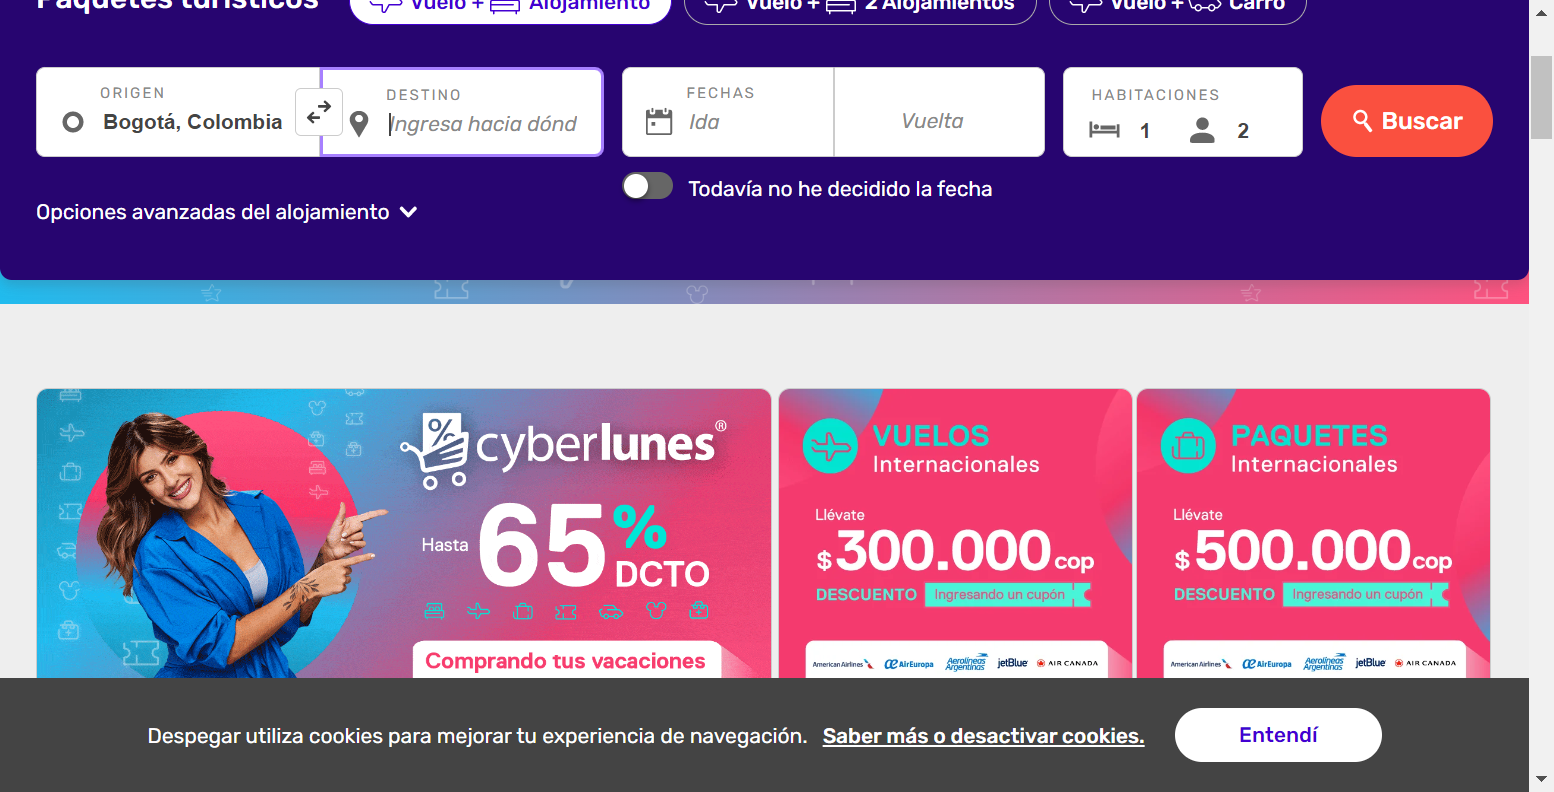 Paquetes turísticos
Vuelo + Alojamiento
Vuelo + 2 Alojamientos
Vuelo + Carro
ORIGEN
Bogotá, Colombia
DESTINO
Ingresa hacia dónd
FECHAS
Ida
Vuelta
HABITACIONES
1
2
Buscar
Todavía no he decidido la fecha
Opciones avanzadas del alojamiento
% cyberlunes®
Hasta 65% DCTO
Comprando tus vacaciones
VUELOS
Internacionales
Llévate
$300.000 cop
DESCUENTO Ingresando un cupón
American Airlines AirEuropa Aerolíneas Argentinas jetBlue AIR CANADA
PAQUETES
Internacionales
Llévate
$500.000 cop
DESCUENTO Ingresando un cupón
American Airlines AirEuropa Aerolíneas Argentinas jetBlue AIR CANADA
Despegar utiliza cookies para mejorar tu experiencia de navegación. Saber más o desactivar cookies.
Entendí